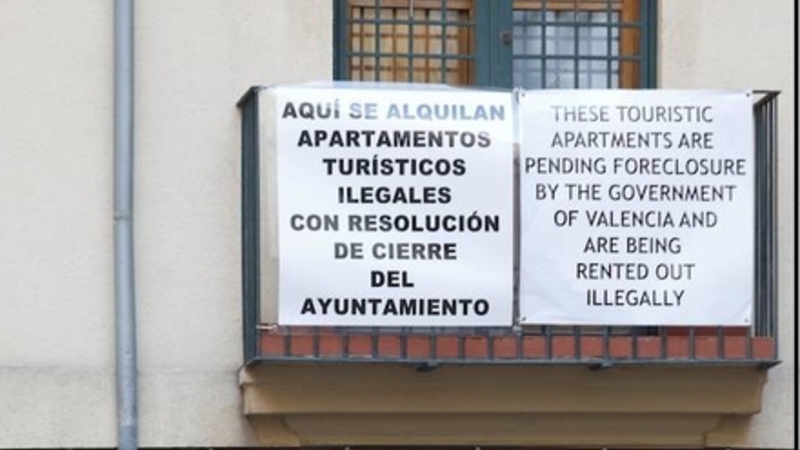 AQUÍ SE ALQUILAN
APARTAMENTOS
TURÍSTICOS
ILEGALES
CON RESOLUCIÓN
DE CIERRE
DEL
AYUNTAMIENTO
THESE TOURISTIC
APARTMENTS ARE
PENDING FORECLOSURE
BY THE GOVERNMENT
OF VALENCIA AND
ARE BEING
RENTED OUT
ILLEGALLY